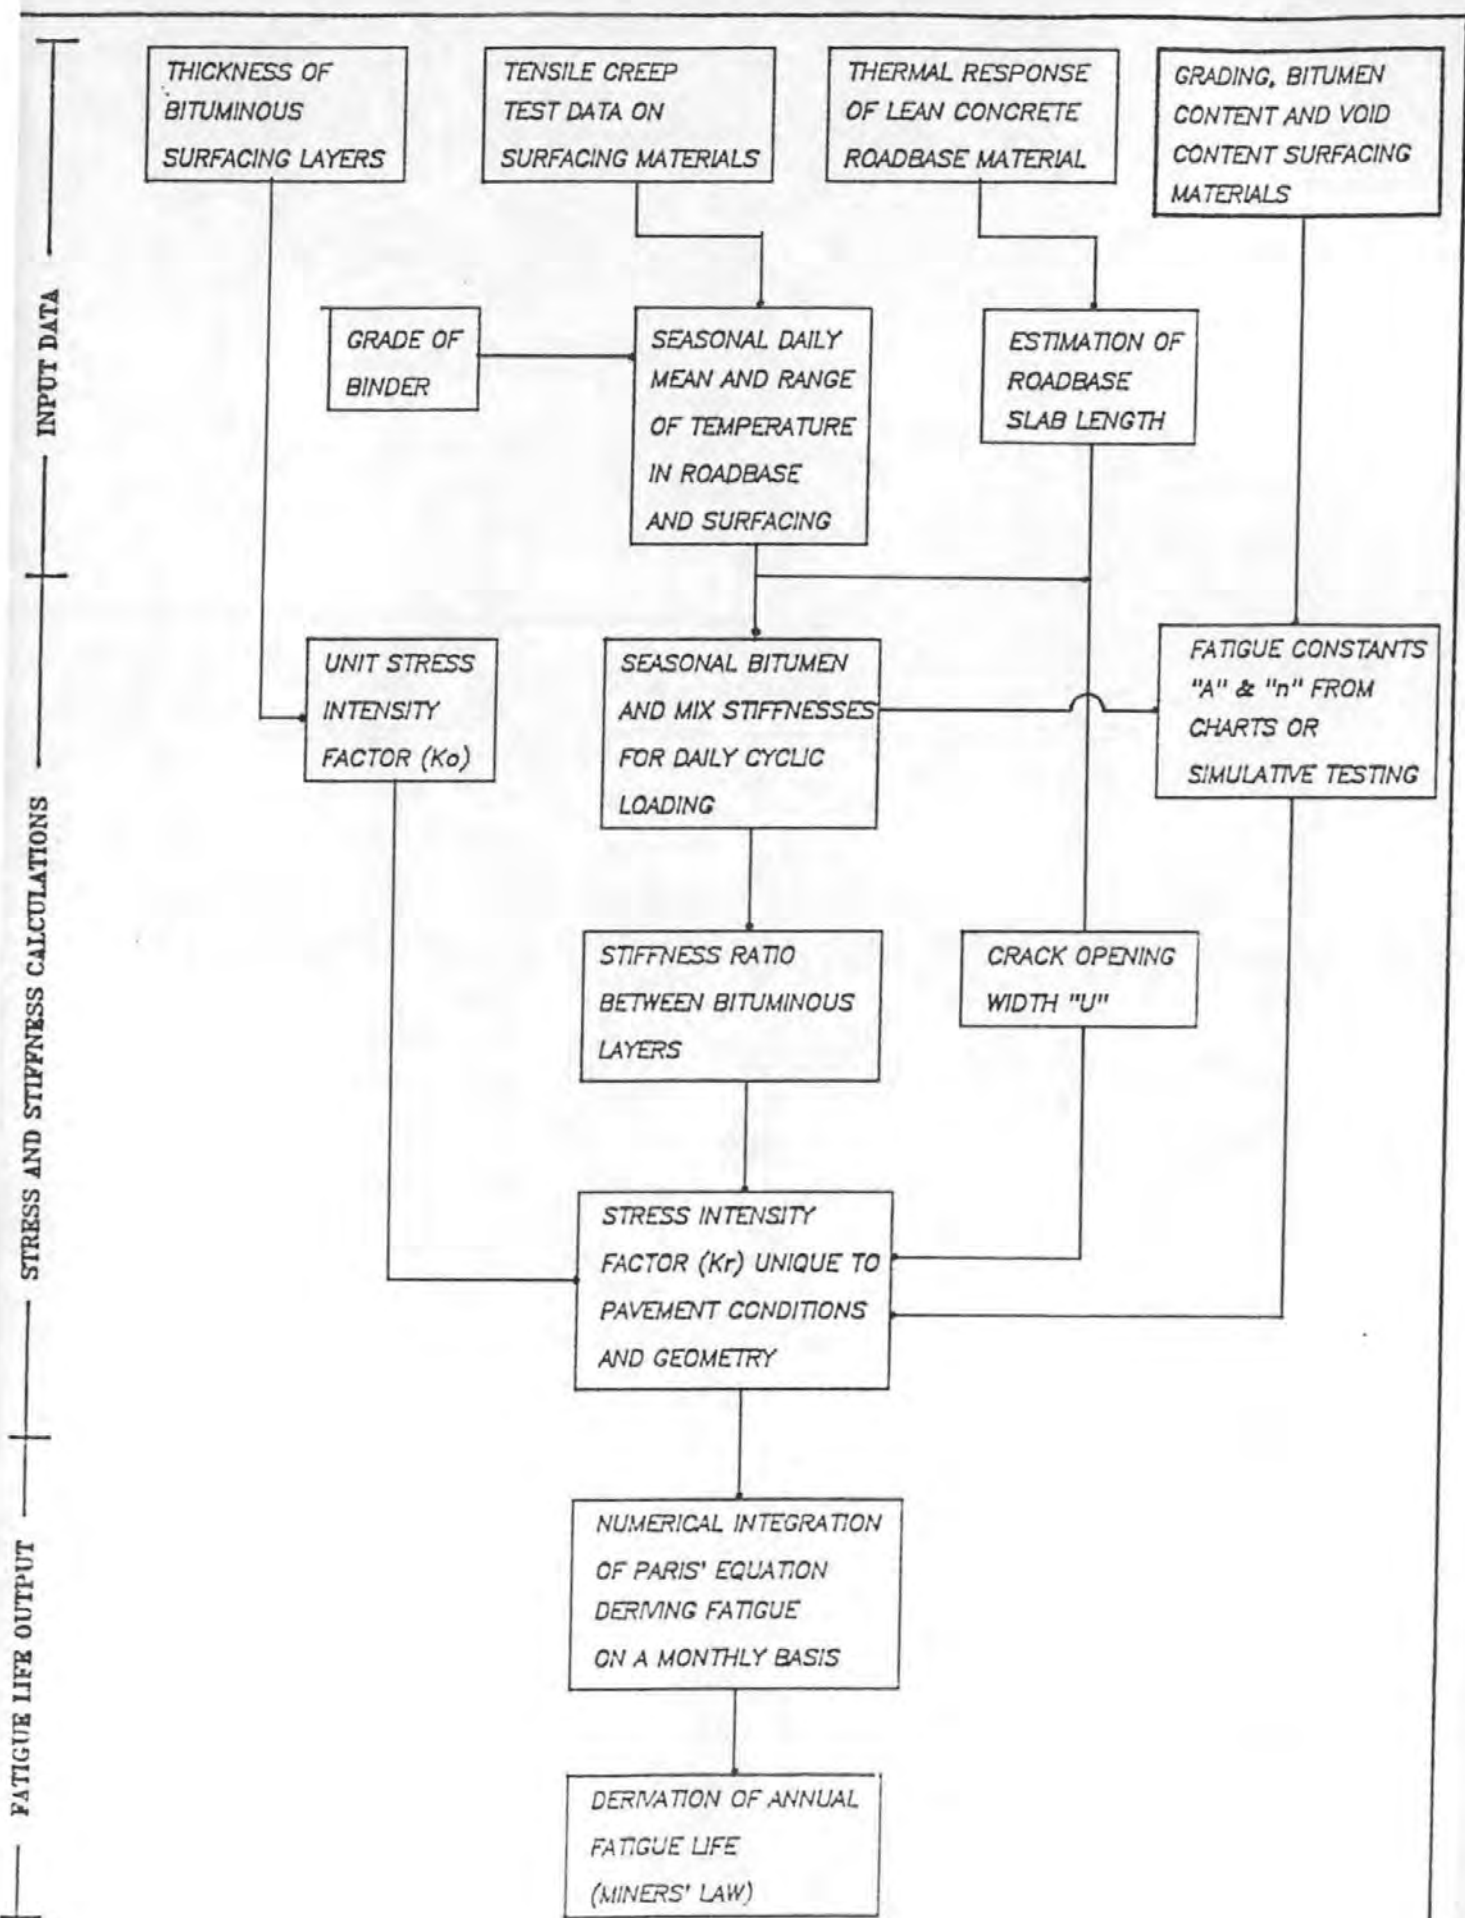 THICKNESS OF
BITUMINOUS
SURFACING LAYERS
TENSILE CREEP
TEST DATA ON
SURFACING MATERIALS
THERMAL RESPONSE
OF LEAN CONCRETE
ROADBASE MATERIAL
GRADING, BITUMEN
CONTENT AND VOID
CONTENT SURFACING
MATERIALS
INPUT DATA
GRADE OF
BINDER
SEASONAL DAILY
MEAN AND RANGE
OF TEMPERATURE
IN ROADBASE
AND SURFACING
ESTIMATION OF
ROADBASE
SLAB LENGTH
STRESS AND STIFFNESS CALCULATIONS
UNIT STRESS
INTENSITY
FACTOR (Ko)
SEASONAL BITUMEN
AND MIX STIFFNESSES
FOR DAILY CYCLIC
LOADING
FATIGUE CONSTANTS
"A" & "n" FROM
CHARTS OR
SIMULATIVE TESTING
STIFFNESS RATIO
BETWEEN BITUMINOUS
LAYERS
CRACK OPENING
WIDTH "U"
STRESS INTENSITY
FACTOR (Kr) UNIQUE TO
PAVEMENT CONDITIONS
AND GEOMETRY
FATIGUE LIFE OUTPUT
NUMERICAL INTEGRATION
OF PARIS' EQUATION
DERIVING FATIGUE
ON A MONTHLY BASIS
DERIVATION OF ANNUAL
FATIGUE LIFE
(MINERS' LAW)